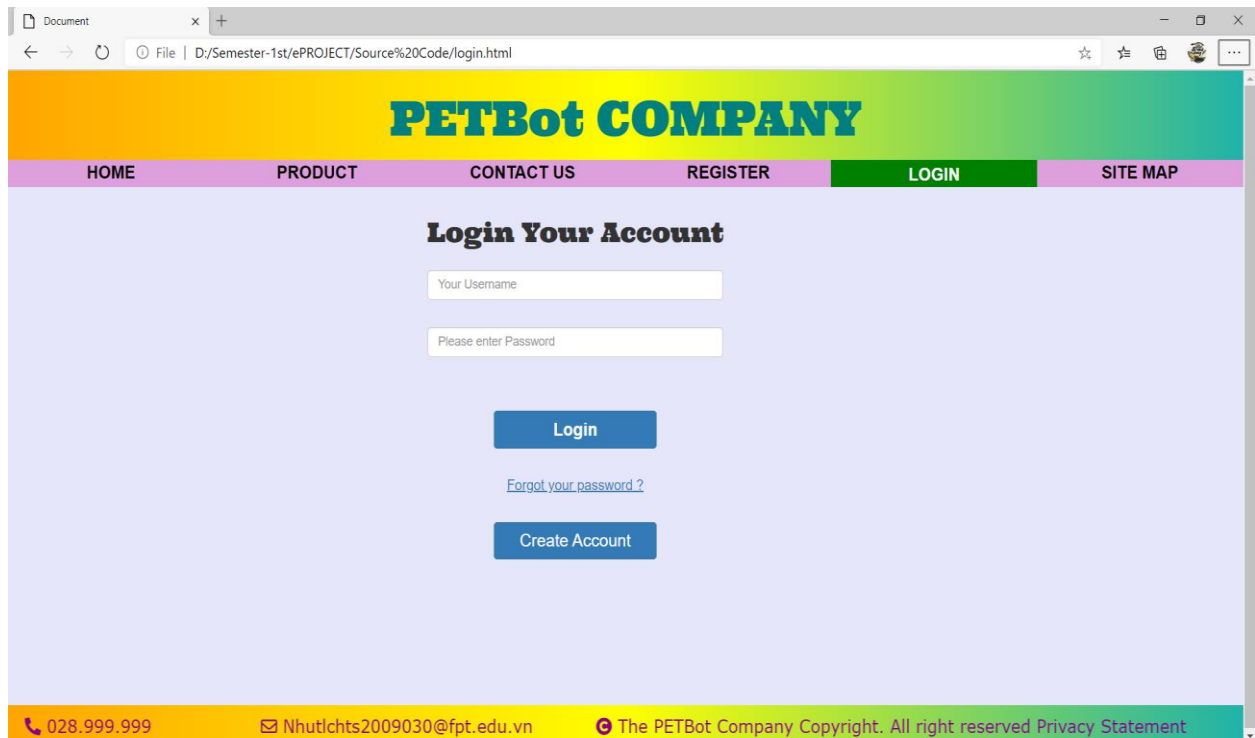 Document
File | D:/Semester-1st/ePROJECT/Source%20Code/login.html
PETBot COMPANY
HOME PRODUCT CONTACT US REGISTER LOGIN SITE MAP
Login Your Account
Your Username
Please enter Password
Login
Forgot your password ?
Create Account
028.999.999 Nhutlchts2009030@fpt.edu.vn The PETBot Company Copyright. All right reserved Privacy Statement